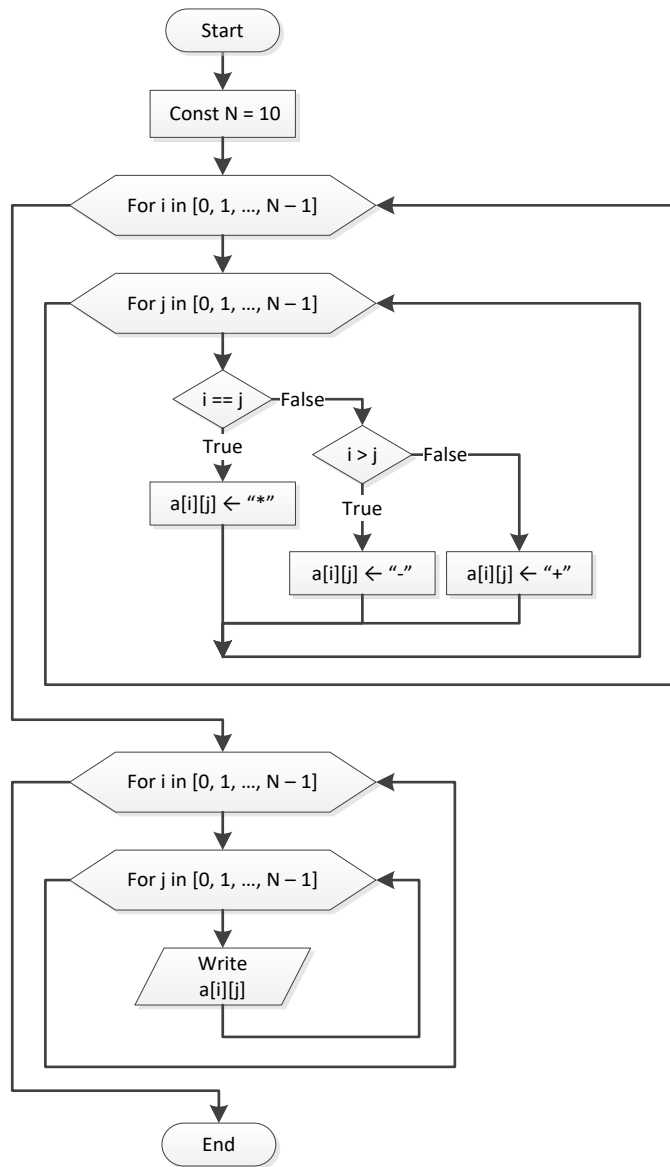 Start
Const N = 10
For i in [0, 1, ..., N – 1]
For j in [0, 1, ..., N – 1]
i == j
False
True
i > j
False
True
a[i][j] ← “*”
a[i][j] ← “-”
a[i][j] ← “+”
For i in [0, 1, ..., N – 1]
For j in [0, 1, ..., N – 1]
Write
a[i][j]
End